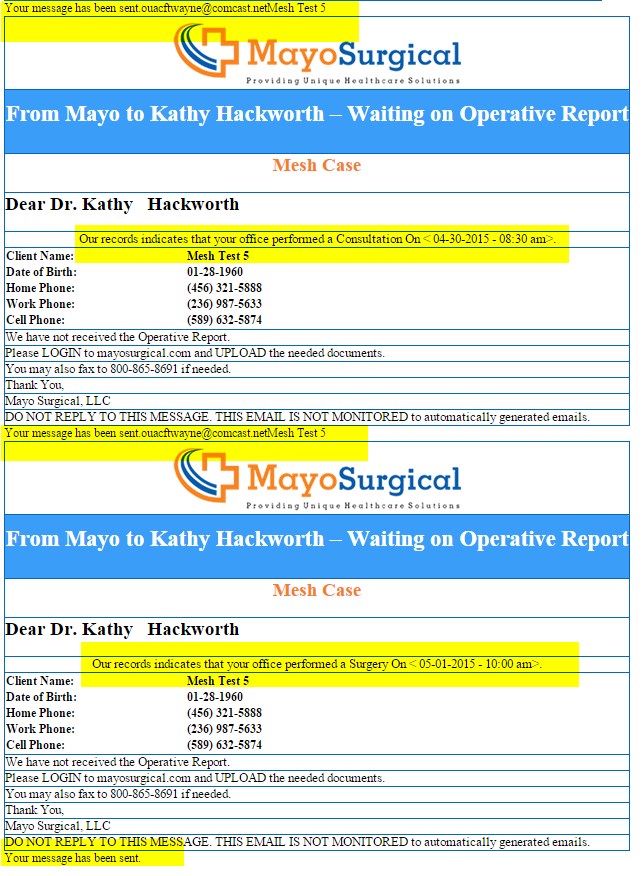 Your message has been sent.ouacftwayne@comcast.netMesh Test 5
MayoSurgical
Providing Unique Healthcare Solutions
From Mayo to Kathy Hackworth – Waiting on Operative Report
Mesh Case
Dear Dr. Kathy Hackworth
Our records indicates that your office performed a Consultation On < 04-30-2015 - 08:30 am>.
Client Name: Mesh Test 5
Date of Birth: 01-28-1960
Home Phone: (456) 321-5888
Work Phone: (236) 987-5633
Cell Phone: (589) 632-5874
We have not received the Operative Report.
Please LOGIN to mayosurgical.com and UPLOAD the needed documents.
You may also fax to 800-865-8691 if needed.
Thank You,
Mayo Surgical, LLC
DO NOT REPLY TO THIS MESSAGE. THIS EMAIL IS NOT MONITORED to automatically generated emails.
Your message has been sent.ouacftwayne@comcast.netMesh Test 5
MayoSurgical
Providing Unique Healthcare Solutions
From Mayo to Kathy Hackworth – Waiting on Operative Report
Mesh Case
Dear Dr. Kathy Hackworth
Our records indicates that your office performed a Surgery On < 05-01-2015 - 10:00 am>.
Client Name: Mesh Test 5
Date of Birth: 01-28-1960
Home Phone: (456) 321-5888
Work Phone: (236) 987-5633
Cell Phone: (589) 632-5874
We have not received the Operative Report.
Please LOGIN to mayosurgical.com and UPLOAD the needed documents.
You may also fax to 800-865-8691 if needed.
Thank You,
Mayo Surgical, LLC
DO NOT REPLY TO THIS MESSAGE. THIS EMAIL IS NOT MONITORED to automatically generated emails.
Your message has been sent.